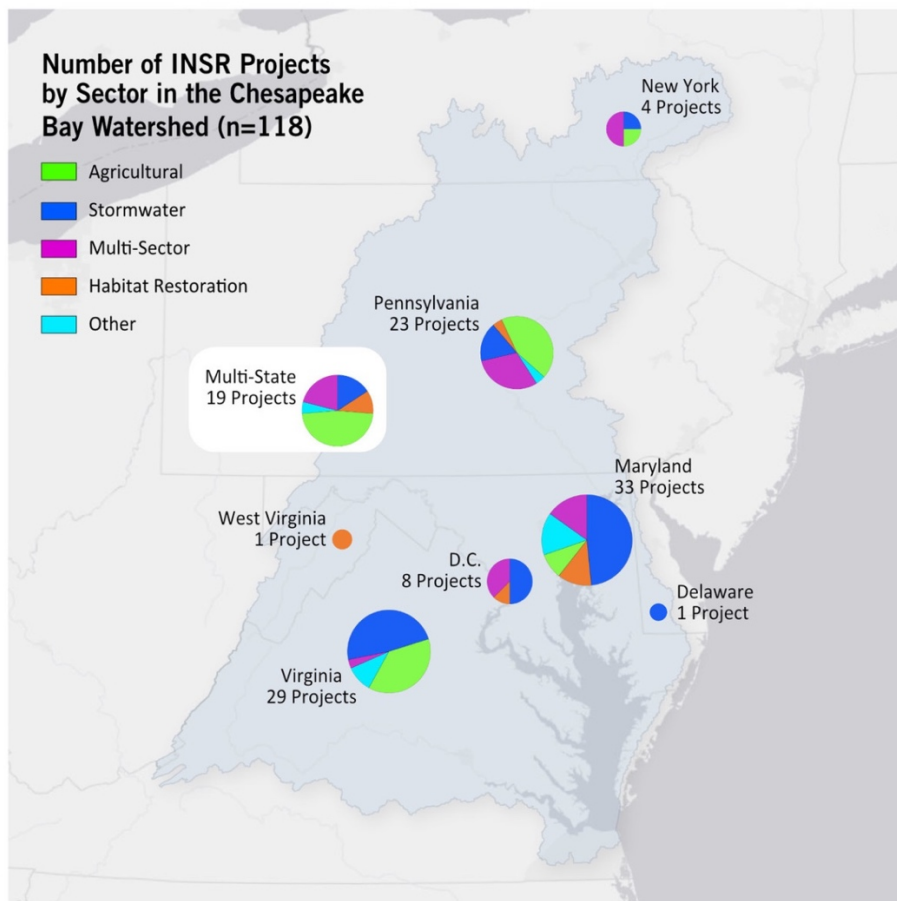 Number of INSR Projects
by Sector in the Chesapeake
Bay Watershed (n=118)
Agricultural
Stormwater
Multi-Sector
Habitat Restoration
Other
New York
4 Projects
Pennsylvania
23 Projects
Multi-State
19 Projects
Maryland
33 Projects
West Virginia
1 Project
D.C.
8 Projects
Delaware
1 Project
Virginia
29 Projects